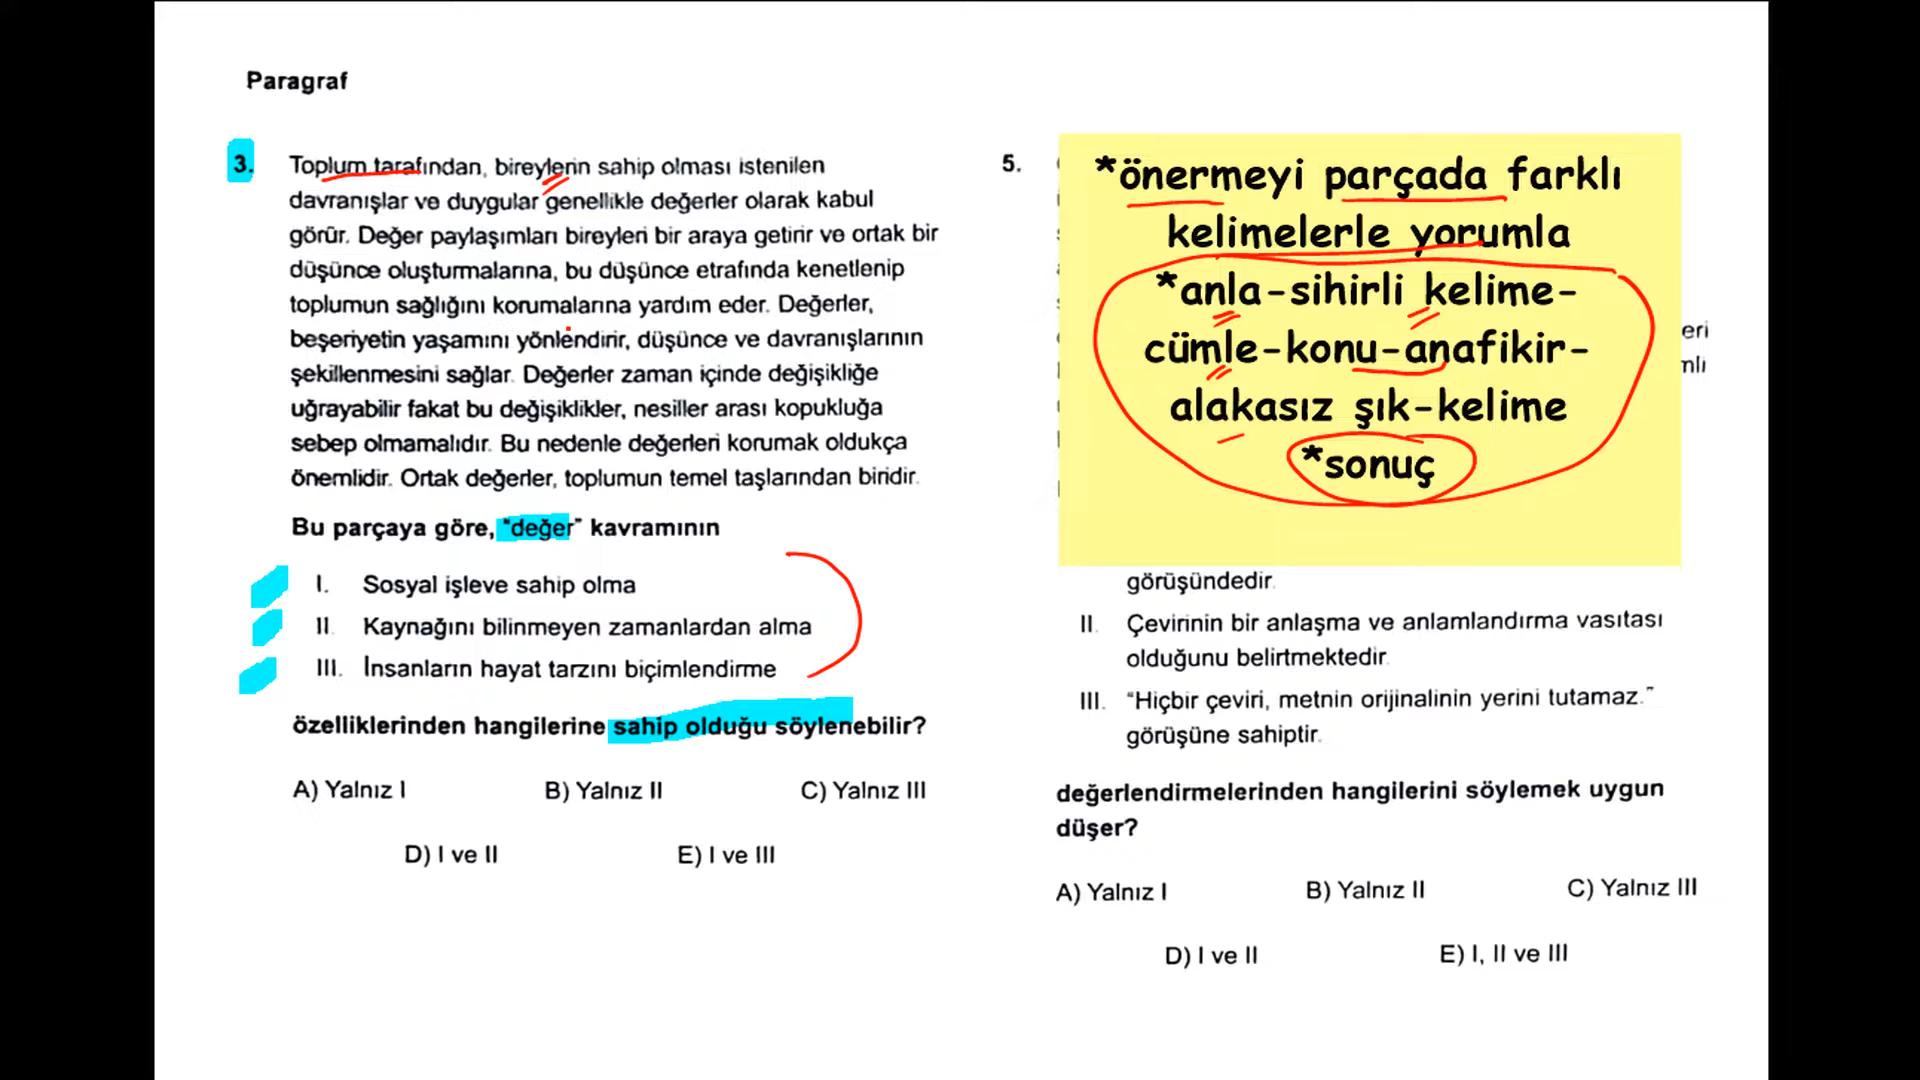 Paragraf
3. Toplum tarafından, bireylerin sahip olması istenilen
davranışlar ve duygular genellikle değerler olarak kabul
görür. Değer paylaşımları bireyleri bir araya getirir ve ortak bir
düşünce oluşturmalarına, bu düşünce etrafında kenetlenip
toplumun sağlığını korumalarına yardım eder. Değerler,
beşeriyetin yaşamını yönlendirir, düşünce ve davranışlarının
şekillenmesini sağlar. Değerler zaman içinde değişikliğe
uğrayabilir fakat bu değişiklikler, nesiller arası kopukluğa
sebep olmamalıdır. Bu nedenle değerleri korumak oldukça
önemlidir. Ortak değerler, toplumun temel taşlarından biridir.
Bu parçaya göre, "değer" kavramının
I. Sosyal işleve sahip olma
II. Kaynağını bilinmeyen zamanlardan alma
III. İnsanların hayat tarzını biçimlendirme
özelliklerinden hangilerine sahip olduğu söylenebilir?
A) Yalnız I B) Yalnız II C) Yalnız III
D) I ve II E) I ve III
5.
*önermeyi parçada farklı
kelimelerle yorumla
*anla-sihirli kelime-
cümle-konu-anafikir-
alakasız şık-kelime
*sonuç
eri
mlı
görüşündedir.
II. Çevirinin bir anlaşma ve anlamlandırma vasıtası
olduğunu belirtmektedir.
III. "Hiçbir çeviri, metnin orijinalinin yerini tutamaz."
görüşüne sahiptir.
değerlendirmelerinden hangilerini söylemek uygun
düşer?
A) Yalnız I B) Yalnız II C) Yalnız III
D) I ve II E) I, II ve III